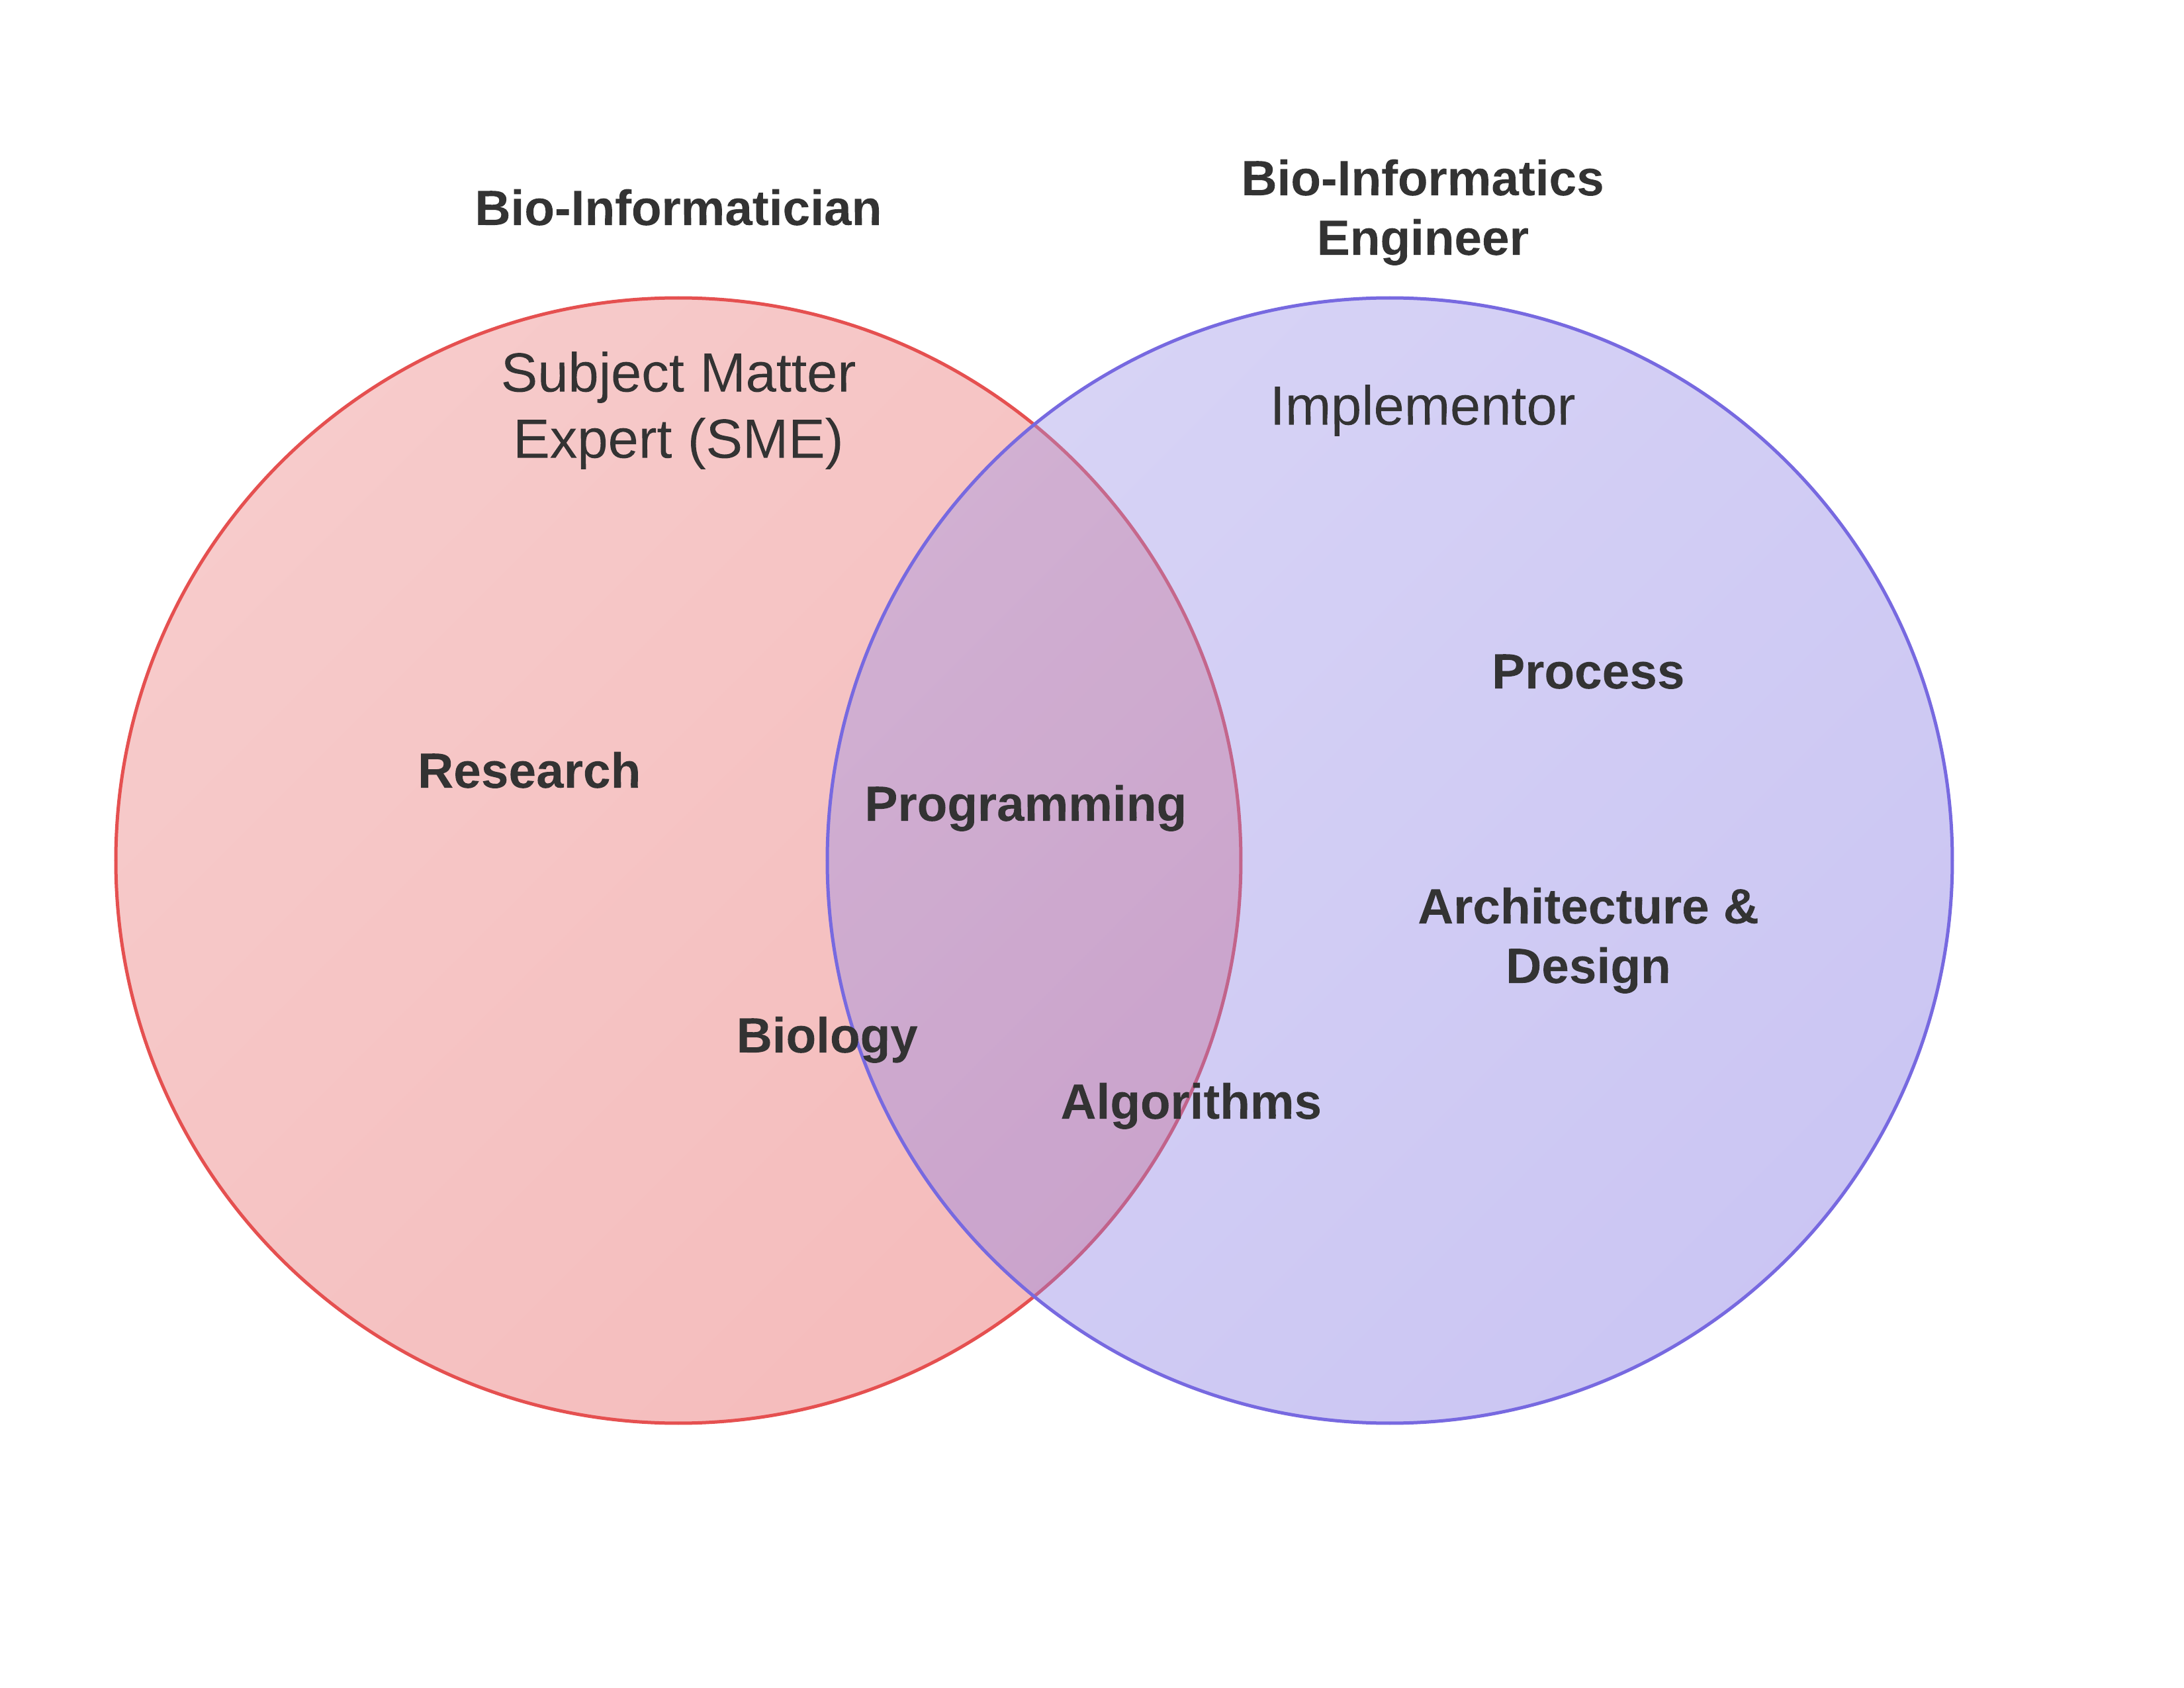 Bio-Informatician
Bio-Informatics
Engineer
Subject Matter
Expert (SME)
Implementor
Process
Research
Programming
Architecture &
Design
Biology
Algorithms